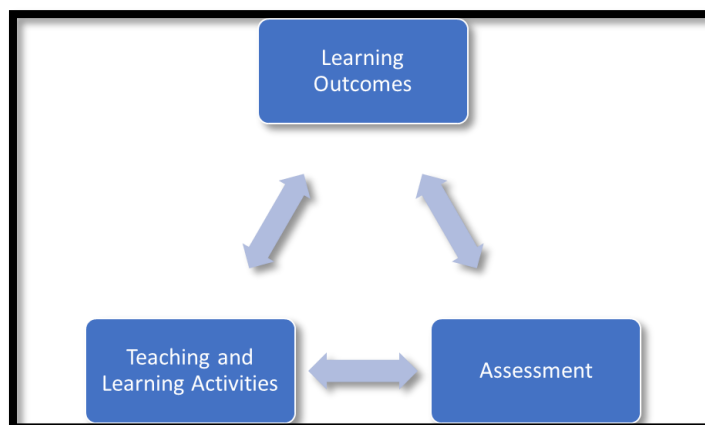 Learning
Outcomes
Teaching and
Learning Activities
Assessment